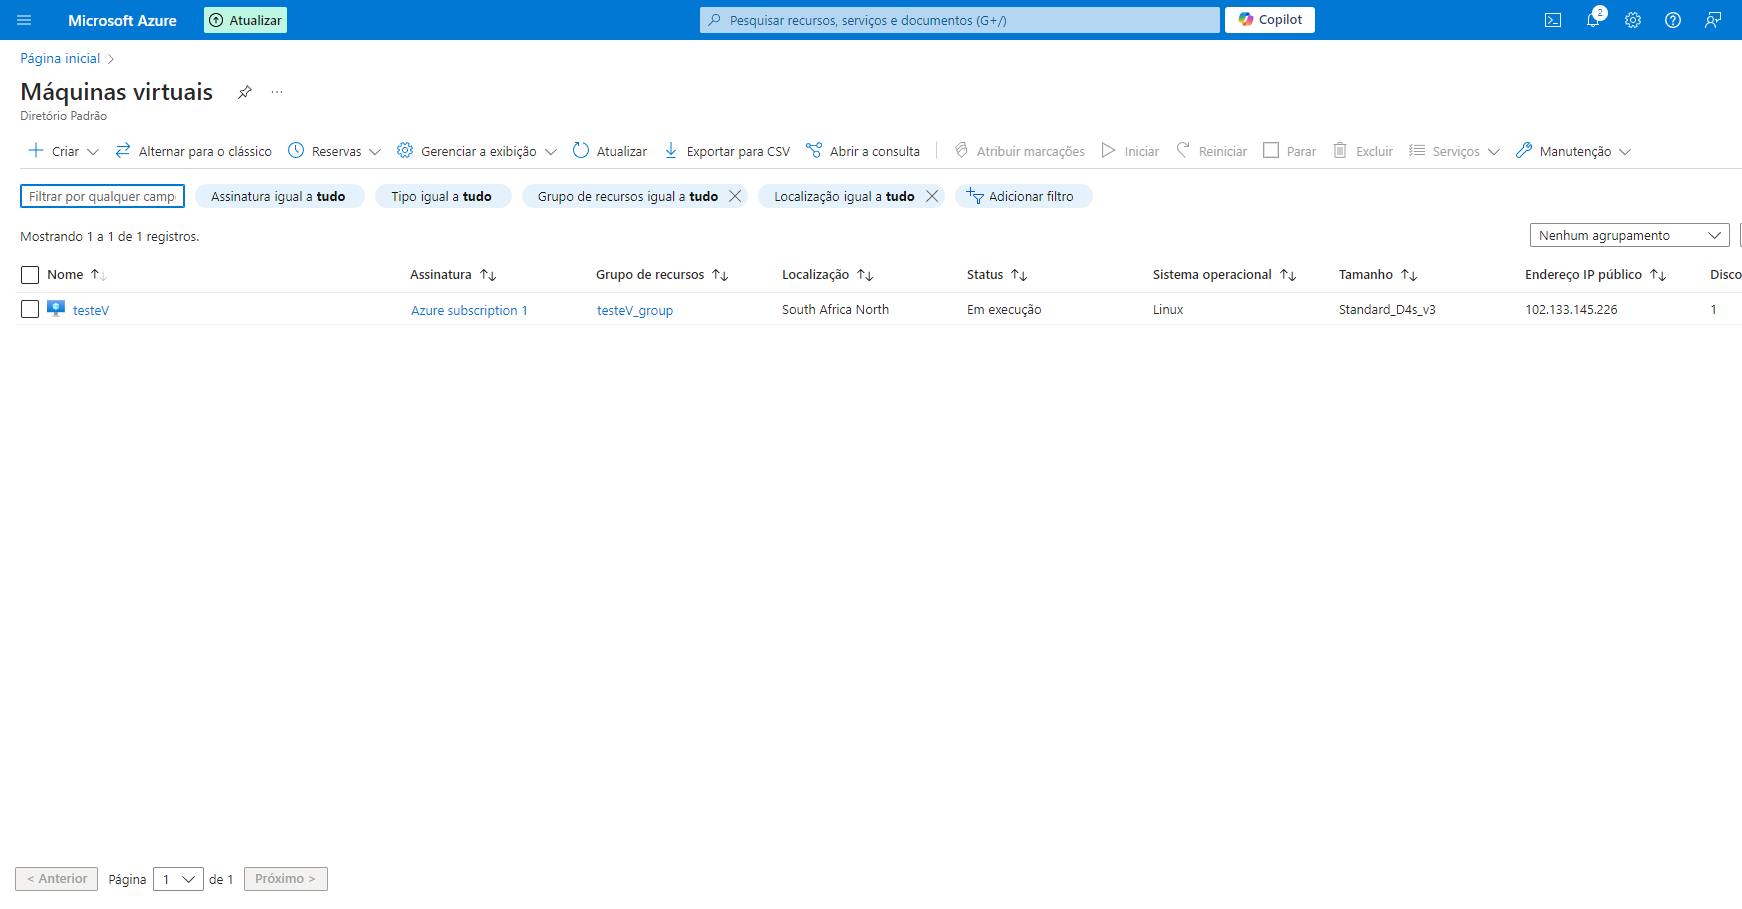 Microsoft Azure Atualizar Pesquisar recursos, serviços e documentos (G+/) Copilot 2
Página inicial
Máquinas virtuais
Diretório Padrão
Criar Alternar para o clássico Reservas Gerenciar a exibição Atualizar Exportar para CSV Abrir a consulta Atribuir marcações Iniciar Reiniciar Parar Excluir Serviços Manutenção
Filtrar por qualquer camp Assinatura igual a tudo Tipo igual a tudo Grupo de recursos igual a tudo Localização igual a tudo Adicionar filtro
Mostrando 1 a 1 de 1 registros. Nenhum agrupamento
Nome Assinatura Grupo de recursos Localização Status Sistema operacional Tamanho Endereço IP público Disco
testeV Azure subscription 1 testeV_group South Africa North Em execução Linux Standard_D4s_v3 102.133.145.226 1
< Anterior Página 1 de 1 Próximo >